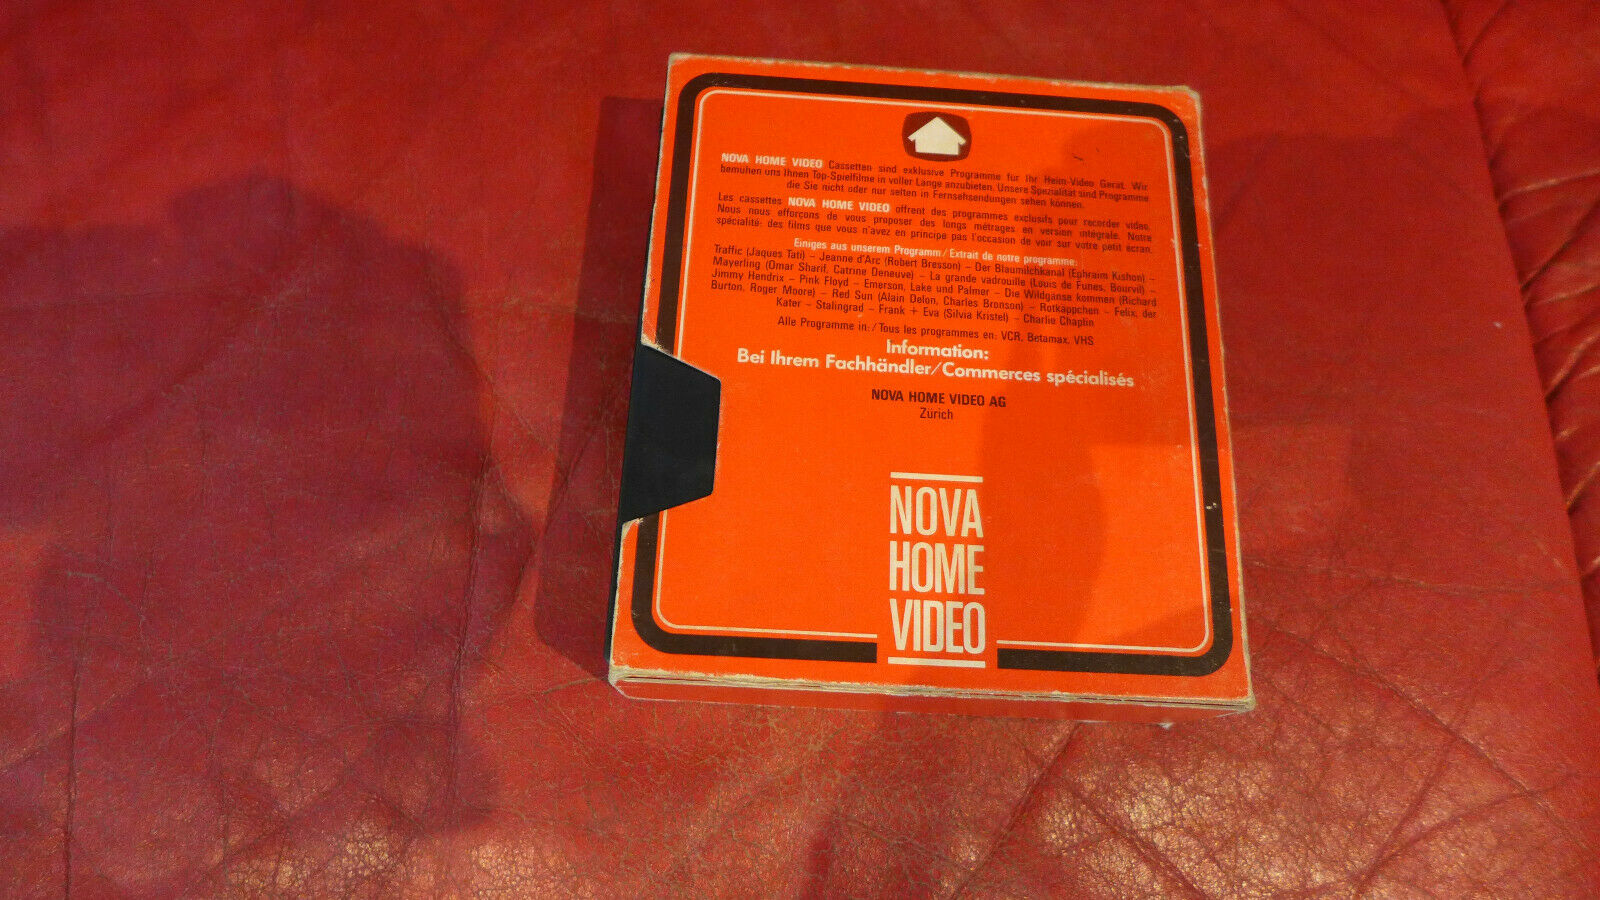 NOVA HOME VIDEO Cassetten sind exklusive Programme für Ihr Heim-Video Gerät. Wir
bemühen uns Ihnen Top-Spielfilme in voller Länge anzubieten. Unsere Spezialität sind Programme
die Sie nicht oder nur selten in Fernsehsendungen sehen können.
Les cassettes NOVA HOME VIDEO offrent des programmes exclusifs pour recorder video.
Nous nous efforçons de vous proposer des longs métrages en version intégrale. Notre
spécialité: des films que vous n'avez en principe pas l'occasion de voir sur votre petit écran.
Einiges aus unserem Programm/Extrait de notre programme:
Traffic (Jaques Tati) – Jeanne d'Arc (Robert Bresson) – Der Blaumilchkanal (Ephraim Kishon) –
Mayerling (Omar Sharif, Catrine Deneuve) – La grande vadrouille (Louis de Funes, Bourvil) –
Jimmy Hendrix – Pink Floyd – Emerson, Lake und Palmer – Die Wildgänse kommen (Richard
Burton, Roger Moore) – Red Sun (Alain Delon, Charles Bronson) – Rotkäppchen – Felix, der
Kater – Stalingrad – Frank + Eva (Silvia Kristel) – Charlie Chaplin
Alle Programme in:/Tous les programmes en: VCR, Betamax, VHS
Information:
Bei Ihrem Fachhändler/Commerces spécialisés
NOVA HOME VIDEO AG
Zürich
NOVA
HOME
VIDEO